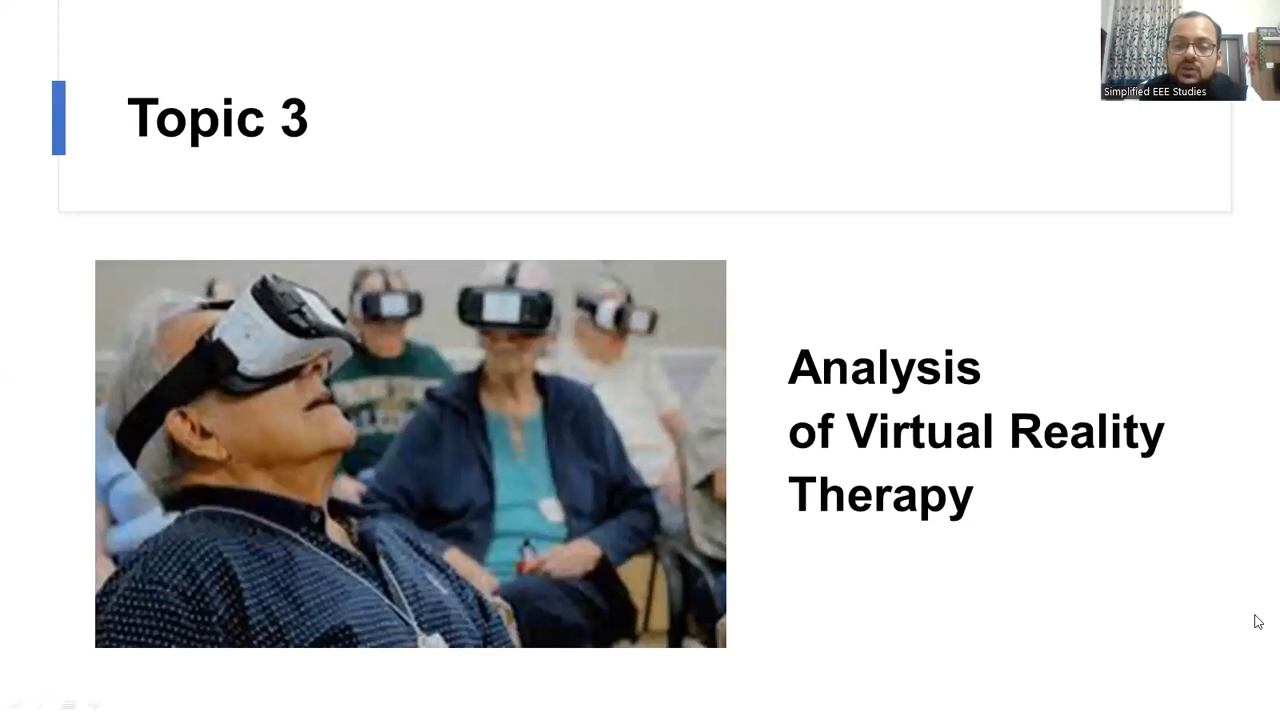 Topic 3
Simplified EEE Studies
Analysis
of Virtual Reality
Therapy